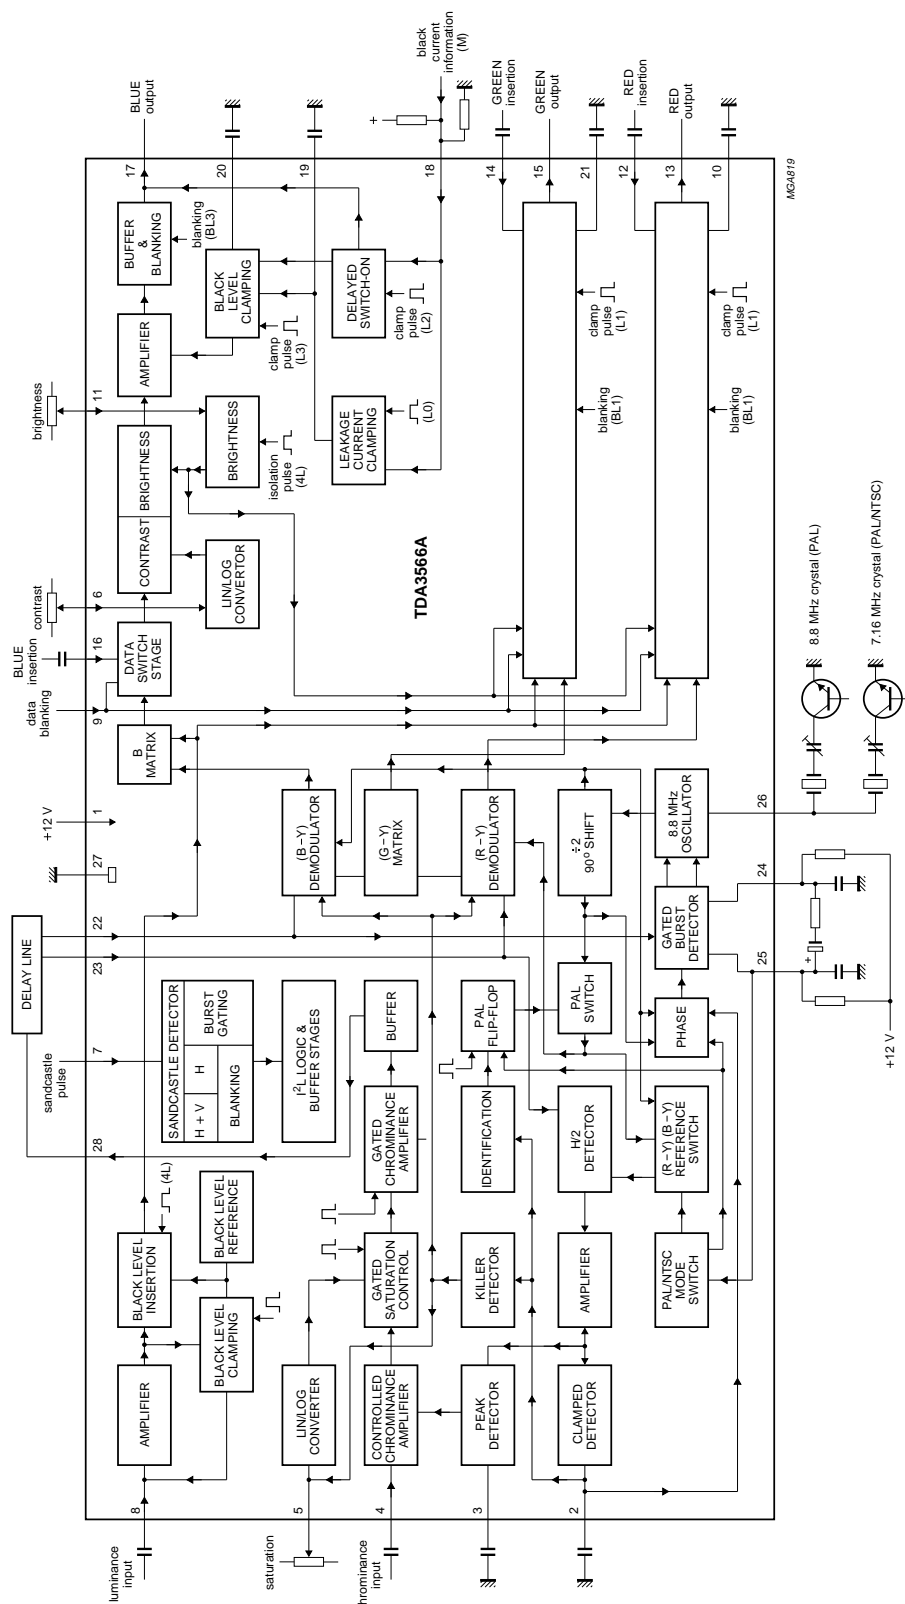 luminance
input
8
AMPLIFIER
BLACK LEVEL
INSERTION
(4L)
BLACK LEVEL
CLAMPING
BLACK LEVEL
REFERENCE
28
sandcastle
pulse
7
SANDCASTLE DETECTOR
H + V
H
BURST
GATING
BLANKING
I2L LOGIC &
BUFFER STAGES
DELAY LINE
23
22
27
+12 V
1
data
blanking
9
B
MATRIX
BLUE
insertion
16
DATA
SWITCH
STAGE
contrast
6
CONTRAST
BRIGHTNESS
LIN/LOG
CONVERTOR
brightness
11
BRIGHTNESS
isolation
pulse
(4L)
AMPLIFIER
BUFFER
&
BLANKING
blanking
(BL3)
17
BLUE
output
BLACK
LEVEL
CLAMPING
clamp
pulse
(L3)
20
19
DELAYED
SWITCH-ON
clamp
pulse
(L2)
LEAKAGE
CURRENT
CLAMPING
(L0)
18
+
black
current
information
(M)
saturation
5
LIN/LOG
CONVERTER
hrominance
input
4
CONTROLLED
CHROMINANCE
AMPLIFIER
GATED
SATURATION
CONTROL
GATED
CHROMINANCE
AMPLIFIER
BUFFER
(B–Y)
DEMODULATOR
(G–Y)
MATRIX
(R–Y)
DEMODULATOR
3
PEAK
DETECTOR
KILLER
DETECTOR
IDENTIFICATION
PAL
FLIP-FLOP
2
CLAMPED
DETECTOR
AMPLIFIER
H/2
DETECTOR
PAL
SWITCH
÷2
90° SHIFT
PAL/NTSC
MODE
SWITCH
(R–Y) (B–Y)
REFERENCE
SWITCH
PHASE
GATED
BURST
DETECTOR
8.8 MHz
OSCILLATOR
TDA3566A
14
GREEN
insertion
15
GREEN
output
21
clamp
pulse
(L1)
blanking
(BL1)
12
RED
insertion
13
RED
output
10
clamp
pulse
(L1)
blanking
(BL1)
25
24
26
+
+12 V
8.8 MHz crystal (PAL)
7.16 MHz crystal (PAL/NTSC)
MGA819